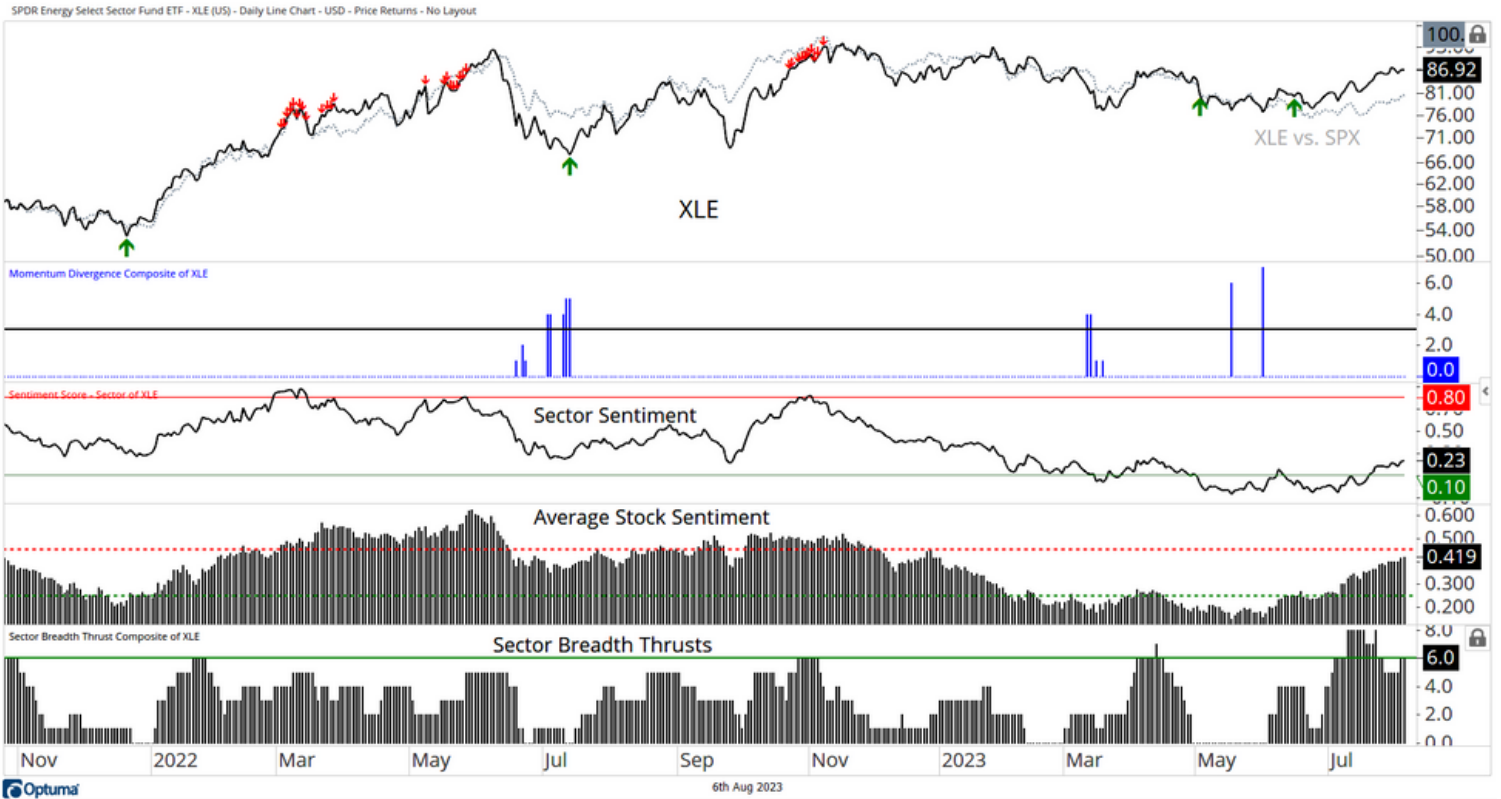 SPDR Energy Select Sector Fund ETF - XLE (US) - Daily Line Chart - USD - Price Returns - No Layout
100.
86.92
81.00
76.00
71.00
66.00
62.00
58.00
54.00
50.00
XLE vs. SPX
XLE
Momentum Divergence Composite of XLE
6.0
4.0
2.0
0.0
Sentiment Score - Sector of XLE
Sector Sentiment
0.80
0.50
0.23
0.10
Average Stock Sentiment
0.600
0.500
0.419
0.300
0.200
Sector Breadth Thrust Composite of XLE
Sector Breadth Thrusts
8.0
6.0
4.0
2.0
0.0
Nov 2022 Mar May Jul Sep Nov 2023 Mar May Jul
Optuma
6th Aug 2023